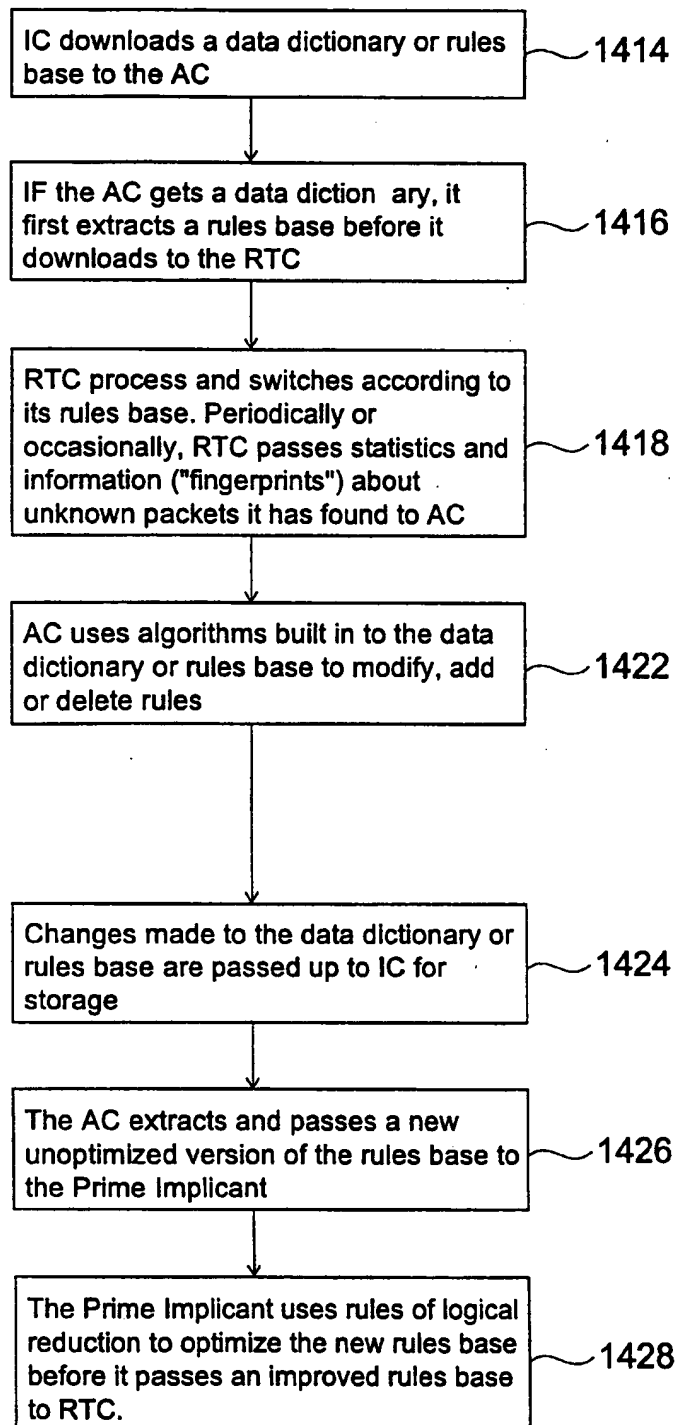 IC downloads a data dictionary or rules
base to the AC
1414
IF the AC gets a data diction ary, it
first extracts a rules base before it
downloads to the RTC
1416
RTC process and switches according to
its rules base. Periodically or
occasionally, RTC passes statistics and
information ("fingerprints") about
unknown packets it has found to AC
1418
AC uses algorithms built in to the data
dictionary or rules base to modify, add
or delete rules
1422
Changes made to the data dictionary or
rules base are passed up to IC for
storage
1424
The AC extracts and passes a new
unoptimized version of the rules base to
the Prime Implicant
1426
The Prime Implicant uses rules of logical
reduction to optimize the new rules base
before it passes an improved rules base
to RTC.
1428